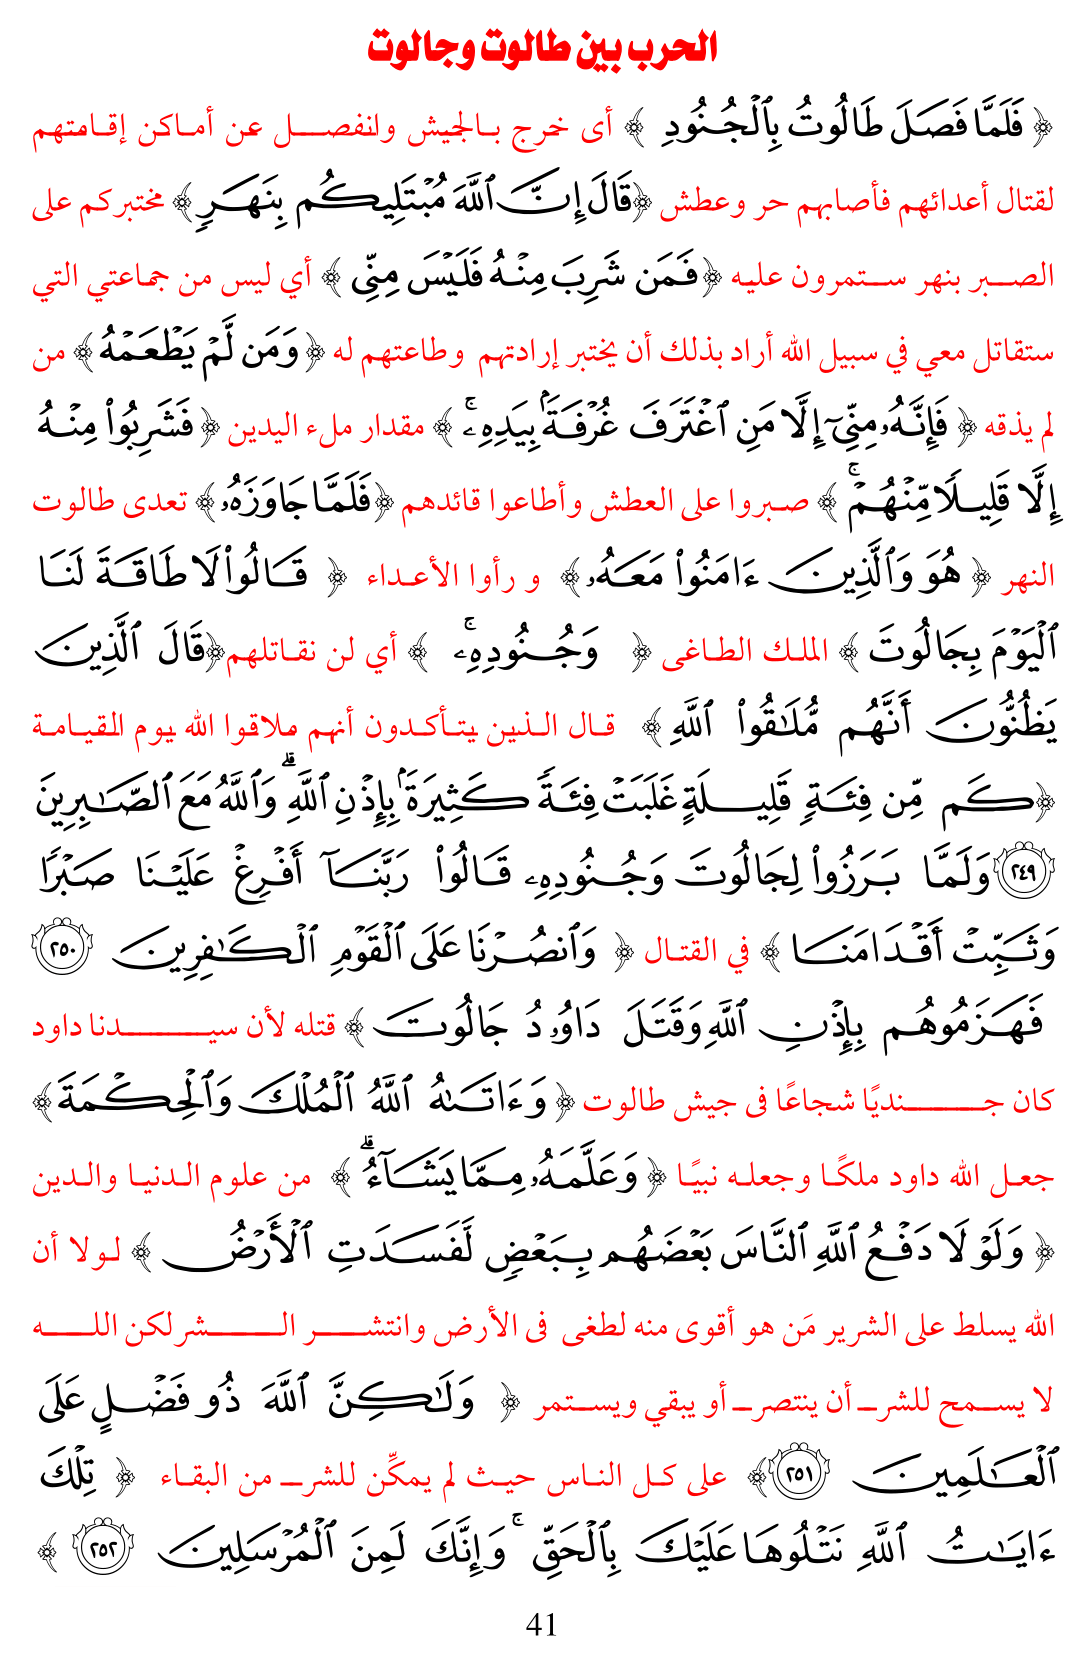 الحرب بين طالوت وجالوت
﴿ فَلَمَّا فَصَلَ طَالُوتُ بِٱلْجُنُودِ ﴾ أى خرج بالجيش وانفصل عن أماكن إقامتهم
لقتال أعدائهم فأصابهم حر وعطش ﴿قَالَ إِنَّ ٱللَّهَ مُبْتَلِيكُم بِنَهَرٍ﴾ مختبركم على
الصبر بنهر ستمرون عليه ﴿فَمَن شَرِبَ مِنْهُ فَلَيْسَ مِنِّى ﴾ أي ليس من جماعتي التي
ستقاتل معي في سبيل الله أراد بذلك أن يختبر إرادتهم وطاعتهم له ﴿وَمَن لَّمْ يَطْعَمْهُ﴾ من
لم يذقه ﴿ فَإِنَّهُۥ مِنِّىٓ إِلَّا مَنِ ٱغْتَرَفَ غُرْفَةًۢ بِيَدِهِۦ ۚ ﴾ مقدار ملء اليدين ﴿فَشَرِبُوا۟ مِنْهُ
إِلَّا قَلِيلًا مِّنْهُمْ ۚ ﴾ صبروا على العطش وأطاعوا قائدهم ﴿فَلَمَّا جَاوَزَهُۥ﴾ تعدى طالوت
النهر ﴿ هُوَ وَٱلَّذِينَ ءَامَنُوا۟ مَعَهُۥ﴾ و رأوا الأعداء ﴿ قَالُوا۟ لَا طَاقَةَ لَنَا
ٱلْيَوْمَ بِجَالُوتَ ﴾ الملك الطاغى ﴿ وَجُنُودِهِۦ ۚ ﴾ أي لن نقاتلهم﴿قَالَ ٱلَّذِينَ
يَظُنُّونَ أَنَّهُم مُّلَـٰقُوا۟ ٱللَّهِ ﴾ قال الذين يتأكدون أنهم ملاقوا الله يوم القيامة
﴿كَم مِّن فِئَةٍ قَلِيلَةٍ غَلَبَتْ فِئَةً كَثِيرَةًۢ بِإِذْنِ ٱللَّهِ ۗ وَٱللَّهُ مَعَ ٱلصَّـٰبِرِينَ
٢٤٩ وَلَمَّا بَرَزُوا۟ لِجَالُوتَ وَجُنُودِهِۦ قَالُوا۟ رَبَّنَآ أَفْرِغْ عَلَيْنَا صَبْرًا
وَثَبِّتْ أَقْدَامَنَا ﴾ في القتال ﴿ وَٱنصُرْنَا عَلَى ٱلْقَوْمِ ٱلْكَـٰفِرِينَ ٢٥٠
فَهَزَمُوهُم بِإِذْنِ ٱللَّهِ وَقَتَلَ دَاوُۥدُ جَالُوتَ ﴾ قتله لأن سيدنا داود
كان جنديًا شجاعًا فى جيش طالوت ﴿وَءَاتَىٰهُ ٱللَّهُ ٱلْمُلْكَ وَٱلْحِكْمَةَ﴾
جعل الله داود ملكًا وجعله نبيًا ﴿وَعَلَّمَهُۥ مِمَّا يَشَآءُ ۗ ﴾ من علوم الدنيا والدين
﴿ وَلَوْ لَا دَفْعُ ٱللَّهِ ٱلنَّاسَ بَعْضَهُم بِبَعْضٍ لَّفَسَدَتِ ٱلْأَرْضُ ﴾ لولا أن
الله يسلط على الشرير مَن هو أقوى منه لطغى فى الأرض وانتشر الشر لكن الله
لا يسمح للشر أن ينتصر أو يبقي ويستمر ﴿ وَلَـٰكِنَّ ٱللَّهَ ذُو فَضْلٍ عَلَى
ٱلْعَـٰلَمِينَ ٢٥١﴾ على كل الناس حيث لم يمكِّن للشر من البقاء ﴿ تِلْكَ
ءَايَـٰتُ ٱللَّهِ نَتْلُوهَا عَلَيْكَ بِٱلْحَقِّ ۚ وَإِنَّكَ لَمِنَ ٱلْمُرْسَلِينَ ٢٥٢ ﴾
41